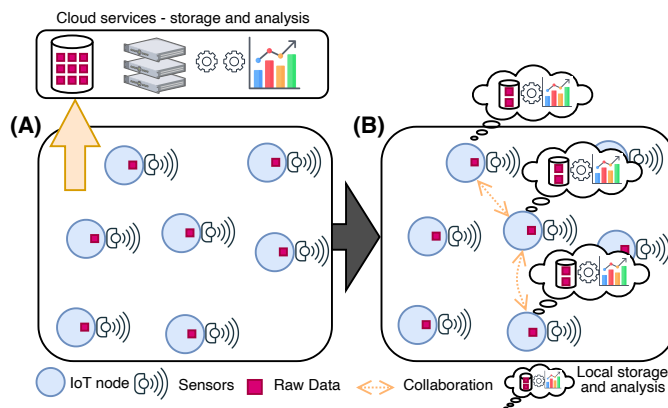 Cloud services - storage and analysis
(A)
(B)
IoT node
Sensors
Raw Data
Collaboration
Local storage
and analysis